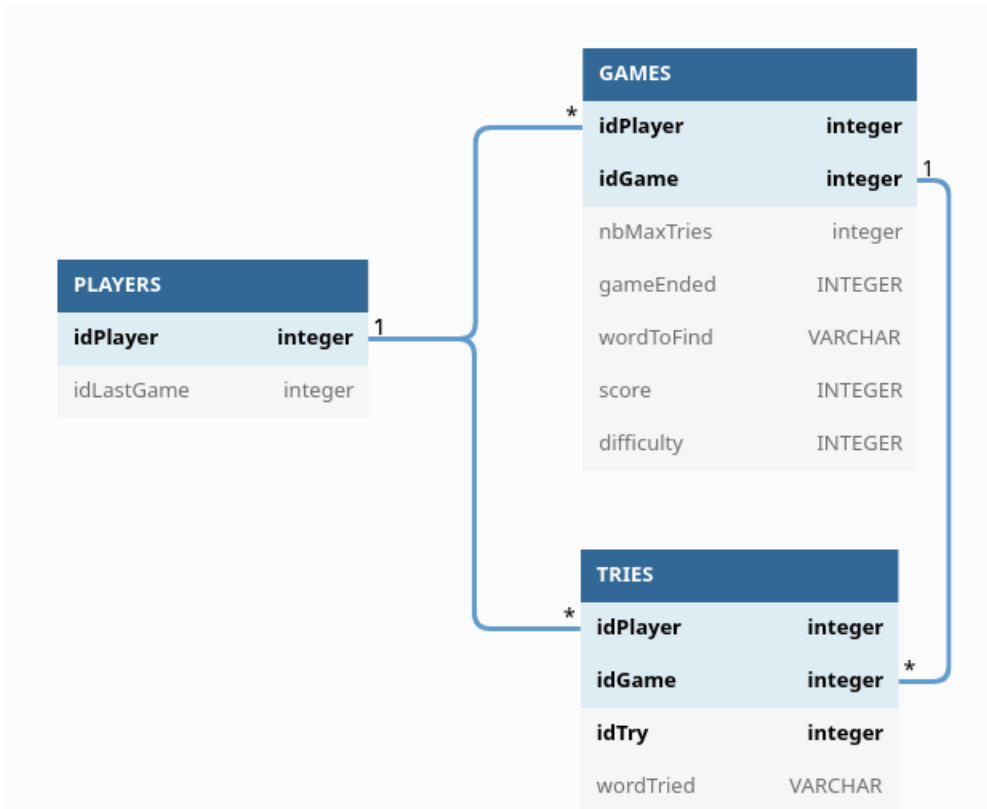 GAMES
* idPlayer integer
idGame integer 1
nbMaxTries integer
gameEnded INTEGER
wordToFind VARCHAR
score INTEGER
difficulty INTEGER
PLAYERS
idPlayer integer 1
idLastGame integer
TRIES
* idPlayer integer
idGame integer *
idTry integer
wordTried VARCHAR